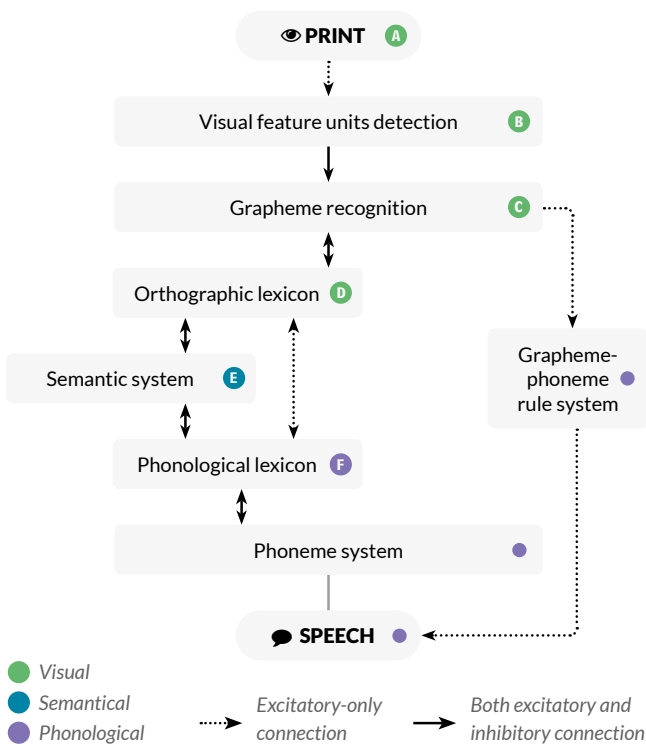 PRINT A
Visual feature units detection B
Grapheme recognition C
Orthographic lexicon D
Semantic system E
Grapheme-
phoneme
rule system
Phonological lexicon F
Phoneme system
SPEECH
Visual
Semantical
Phonological
Excitatory-only
connection
Both excitatory and
inhibitory connection